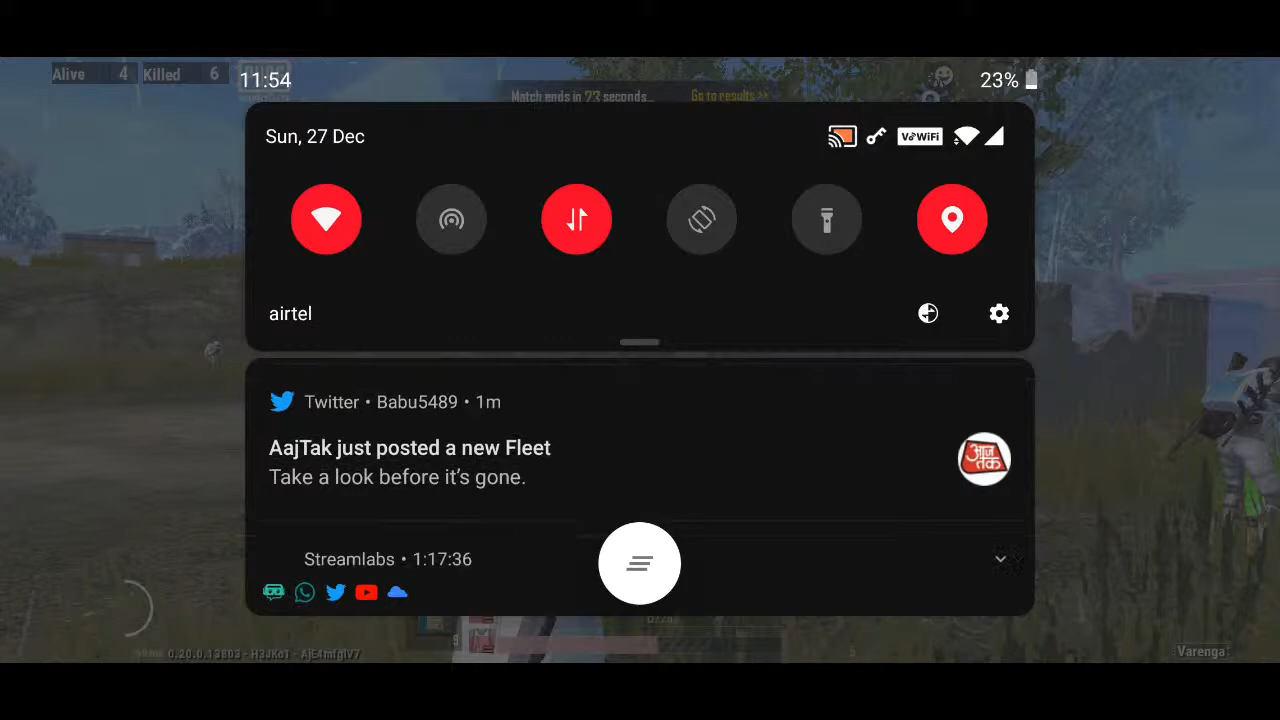 Alive 4 Killed 6
11:54
23%
Match ends in 23 seconds... Go to results >>
Sun, 27 Dec
VoWiFi
airtel
Twitter • Babu5489 • 1m
AajTak just posted a new Fleet
Take a look before it's gone.
आज
तक
Streamlabs • 1:17:36
Varenga